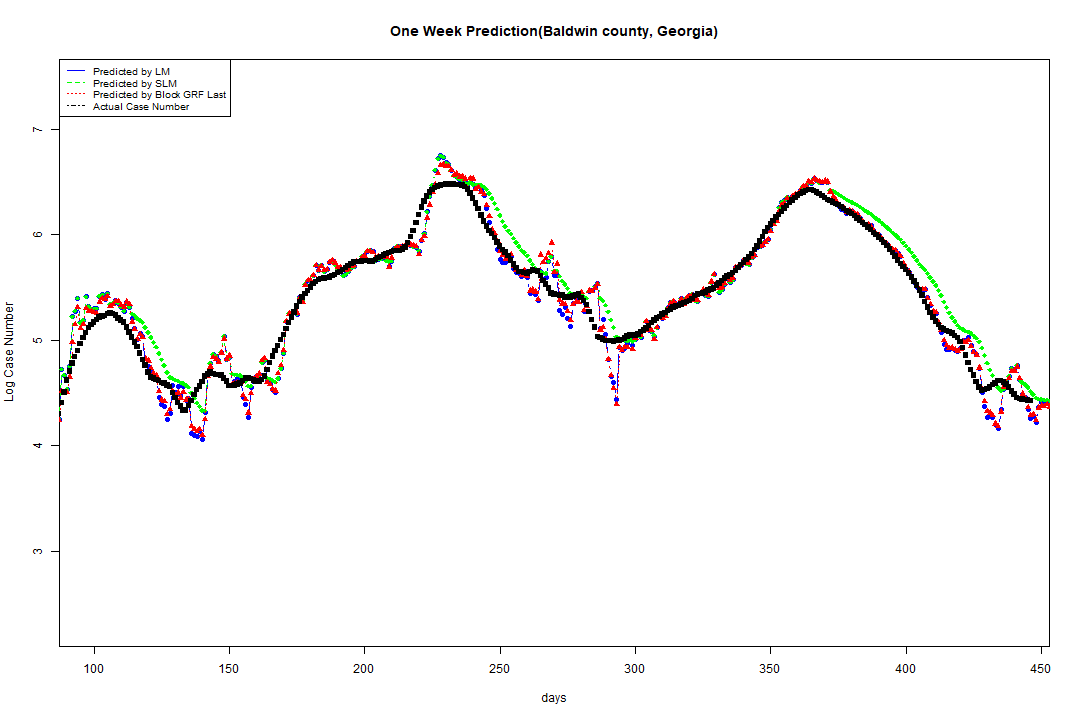 One Week Prediction(Baldwin county, Georgia)
Predicted by LM
Predicted by SLM
Predicted by Block GRF Last
Actual Case Number
7
6
5
4
3
Log Case Number
100 150 200 250 300 350 400 450
days